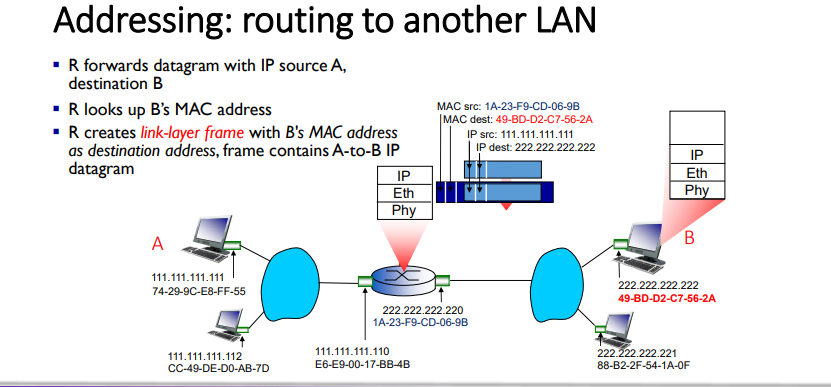 Addressing: routing to another LAN
R forwards datagram with IP source A,
destination B
R looks up B's MAC address
R creates link-layer frame with B's MAC address
as destination address, frame contains A-to-B IP
datagram
MAC src: 1A-23-F9-CD-06-9B
MAC dest: 49-BD-D2-C7-56-2A
IP src: 111.111.111.111
IP dest: 222.222.222.222
IP
Eth
Phy
IP
Eth
Phy
A
B
111.111.111.111
74-29-9C-E8-FF-55
222.222.222.222
49-BD-D2-C7-56-2A
222.222.222.220
1A-23-F9-CD-06-9B
111.111.111.112
CC-49-DE-D0-AB-7D
111.111.111.110
E6-E9-00-17-BB-4B
222.222.222.221
88-B2-2F-54-1A-0F